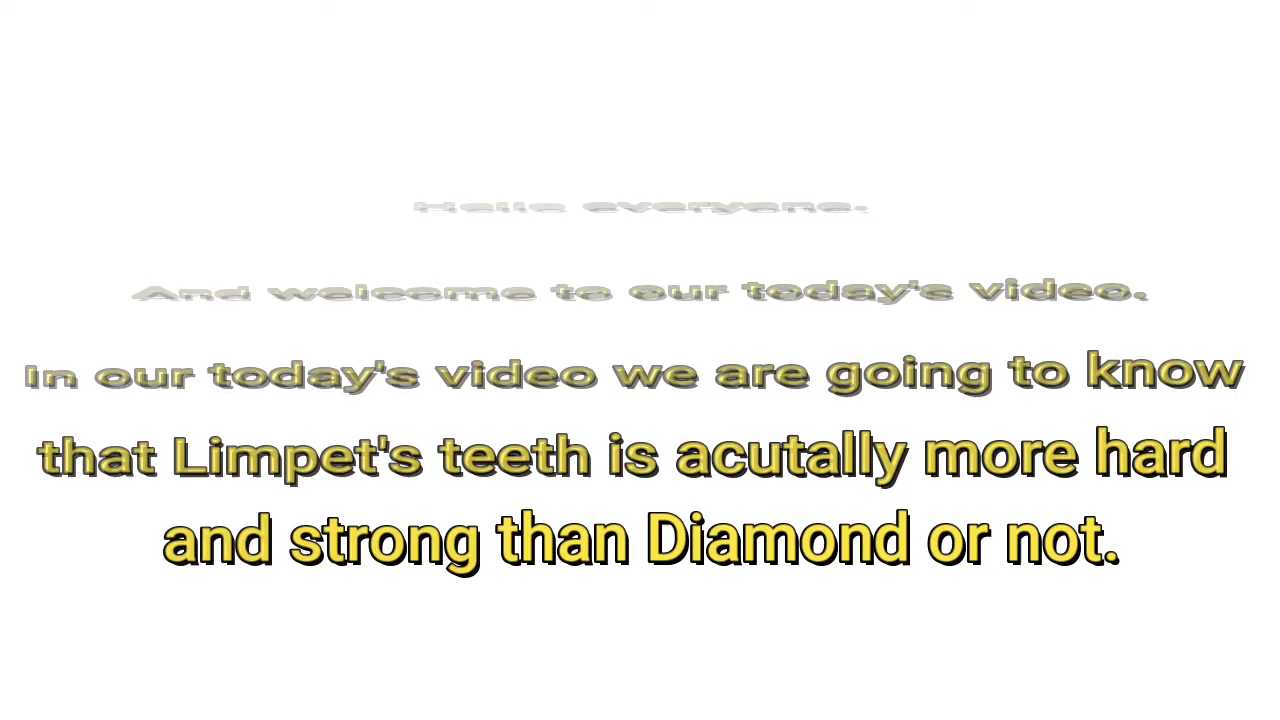 Hello everyone.
And welcome to our today's video.
In our today's video we are going to know
that Limpet's teeth is acutally more hard
and strong than Diamond or not.